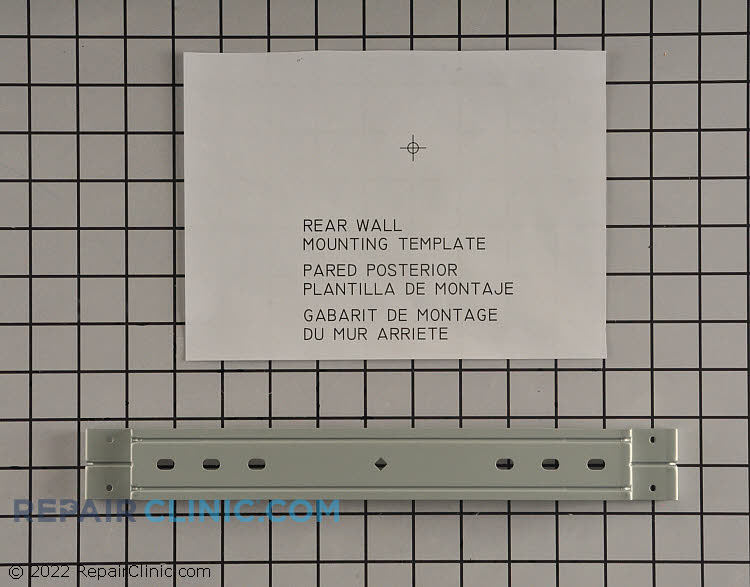 REAR WALL
MOUNTING TEMPLATE
PARED POSTERIOR
PLANTILLA DE MONTAJE
GABARIT DE MONTAGE
DU MUR ARRIETE
REPAIRCLINIC.COM
© 2022 RepairClinic.com